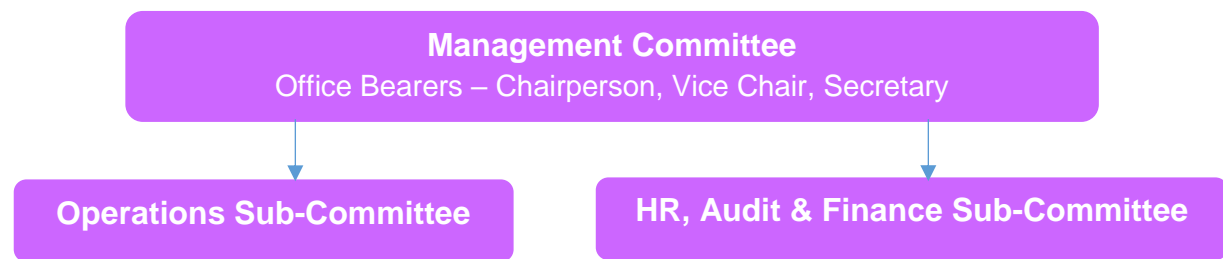 Management Committee
Office Bearers – Chairperson, Vice Chair, Secretary
Operations Sub-Committee
HR, Audit & Finance Sub-Committee